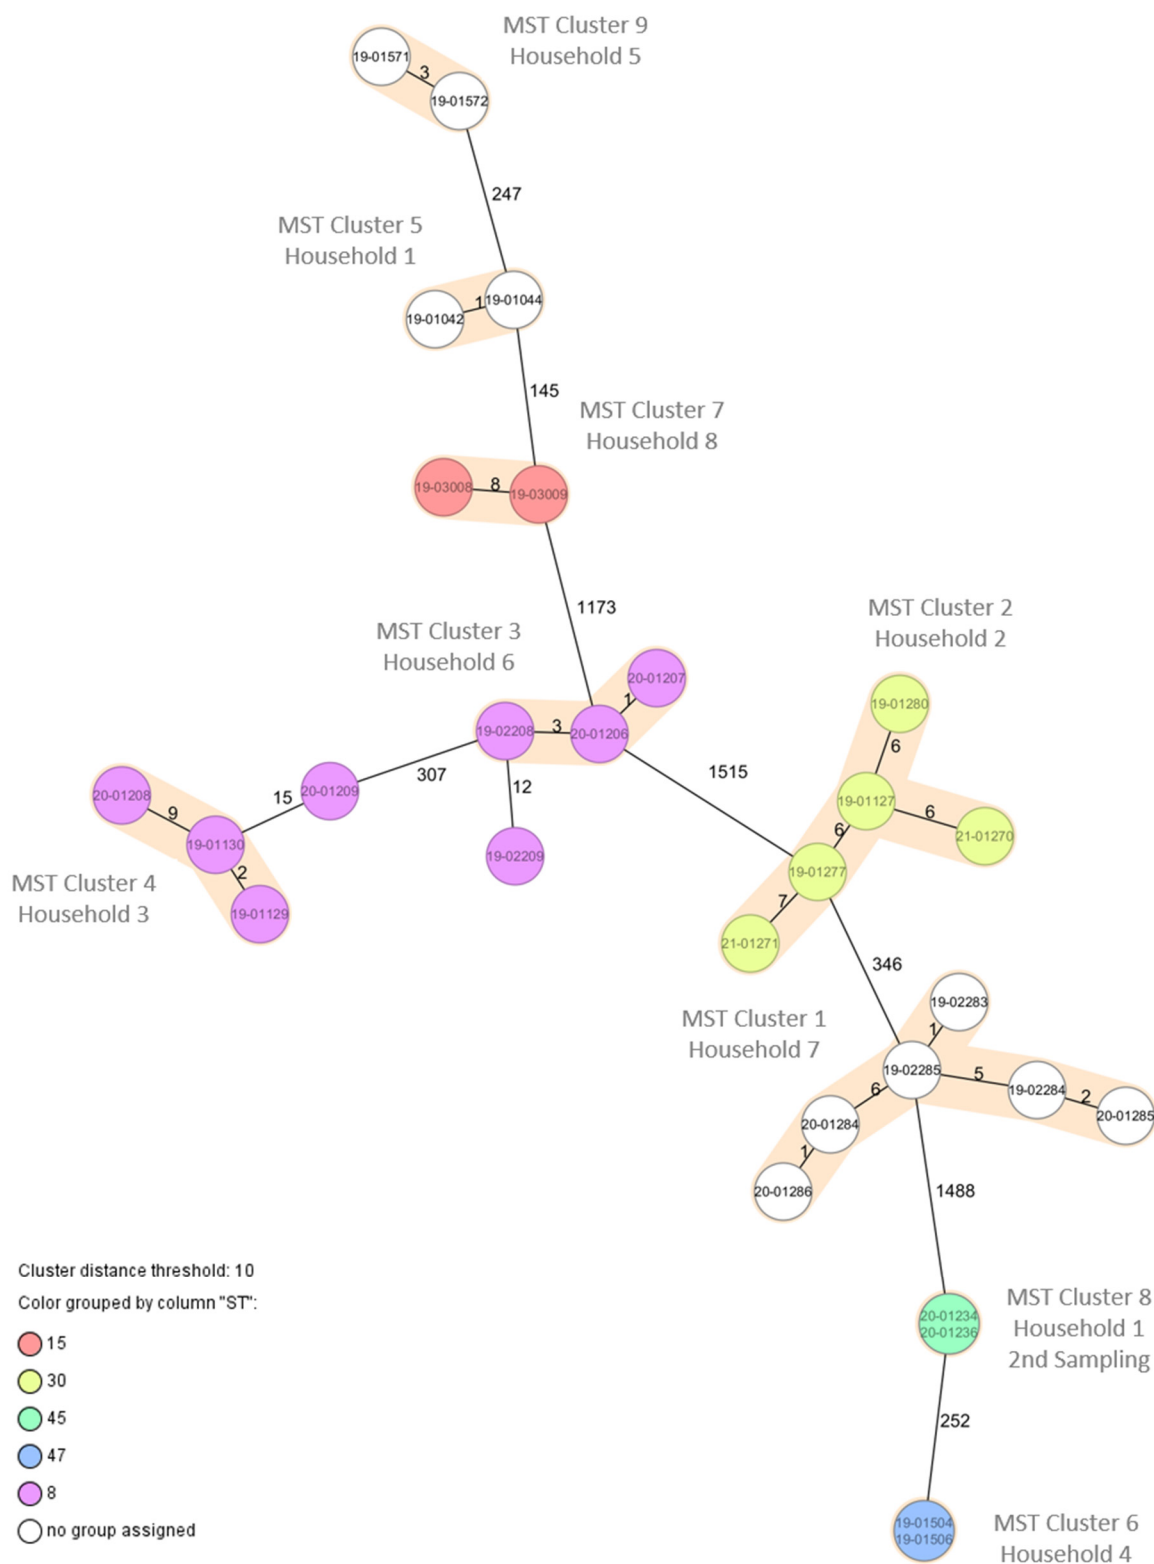 MST Cluster 9
Household 5
19-01571
3
19-01572
247
MST Cluster 5
Household 1
19-01044
1
19-01042
145
MST Cluster 7
Household 8
19-03008
8
19-03009
1173
MST Cluster 2
Household 2
MST Cluster 3
Household 6
20-01207
1
19-01280
19-02208
3
20-01206
6
1515
307
12
20-01209
15
20-01208
9
19-01130
19-01127
6
21-01270
6
19-02209
19-01277
2
MST Cluster 4
Household 3
19-01129
7
21-01271
346
MST Cluster 1
Household 7
19-02283
1
19-02285
5
19-02284
2
20-01285
6
20-01284
1
20-01286
1488
Cluster distance threshold: 10
Color grouped by column "ST":
15
30
45
47
8
no group assigned
20-01234
20-01236
MST Cluster 8
Household 1
2nd Sampling
252
19-01504
19-01506
MST Cluster 6
Household 4